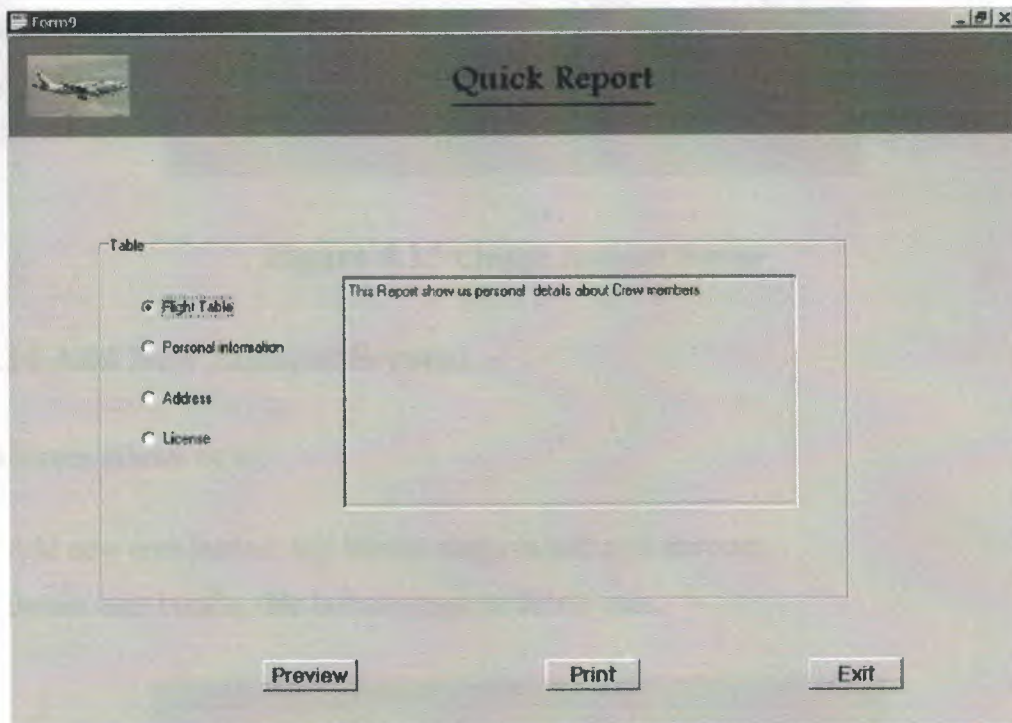 Form9
Quick Report
Table
Flight Table
This Report show us personal details about Crew members
Personal information
Address
License
Preview
Print
Exit